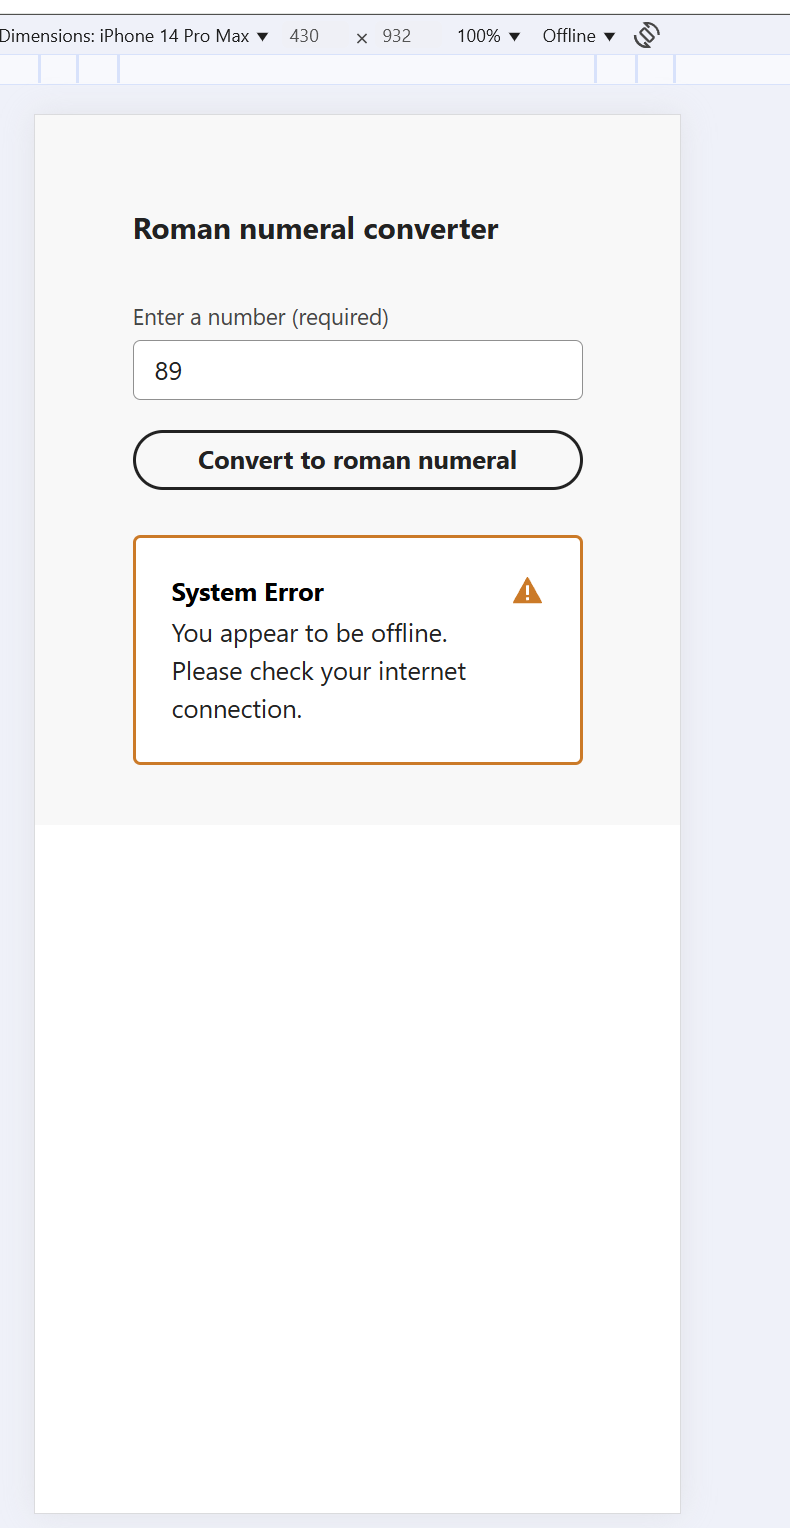 Dimensions: iPhone 14 Pro Max ▼ 430 × 932 100% ▼ Offline ▼
Roman numeral converter
Enter a number (required)
89
Convert to roman numeral
System Error
You appear to be offline.
Please check your internet
connection.